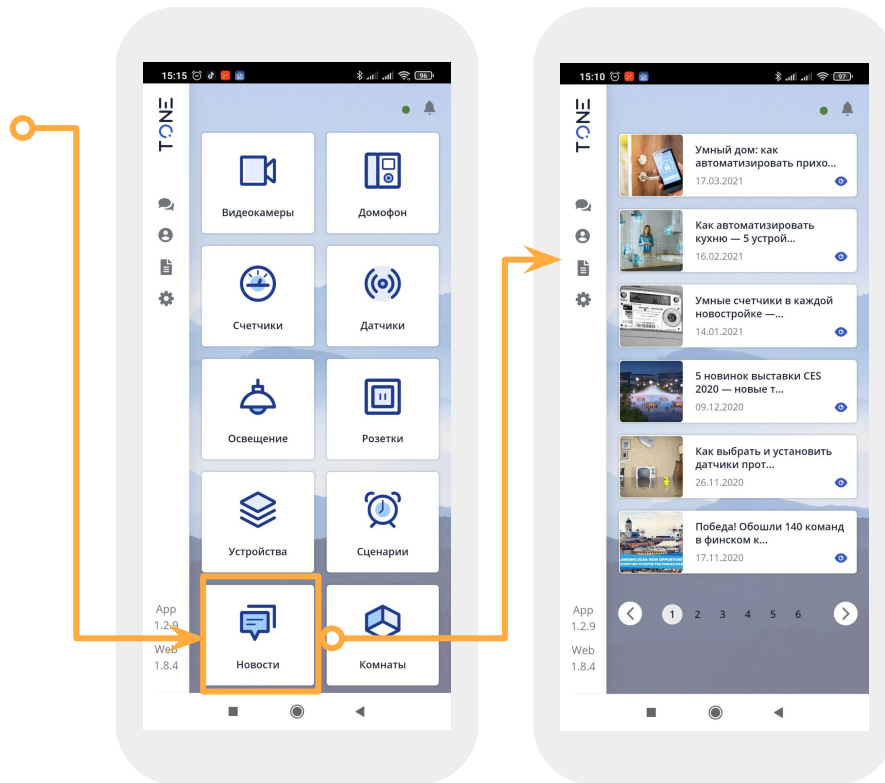 15:15
96
T:ONE
Видеокамеры
Домофон
Счетчики
Датчики
Освещение
Розетки
Устройства
Сценарии
App
1.2.9
Web
1.8.4
Новости
Комнаты
15:10
97
T:ONE
Умный дом: как
автоматизировать прихо...
17.03.2021
Как автоматизировать
кухню — 5 устрой...
16.02.2021
Умные счетчики в каждой
новостройке —...
14.01.2021
5 новинок выставки CES
2020 — новые т...
09.12.2020
Как выбрать и установить
датчики прот...
26.11.2020
Победа! Обошли 140 команд
в финском к...
17.11.2020
App
1.2.9
Web
1.8.4
1 2 3 4 5 6